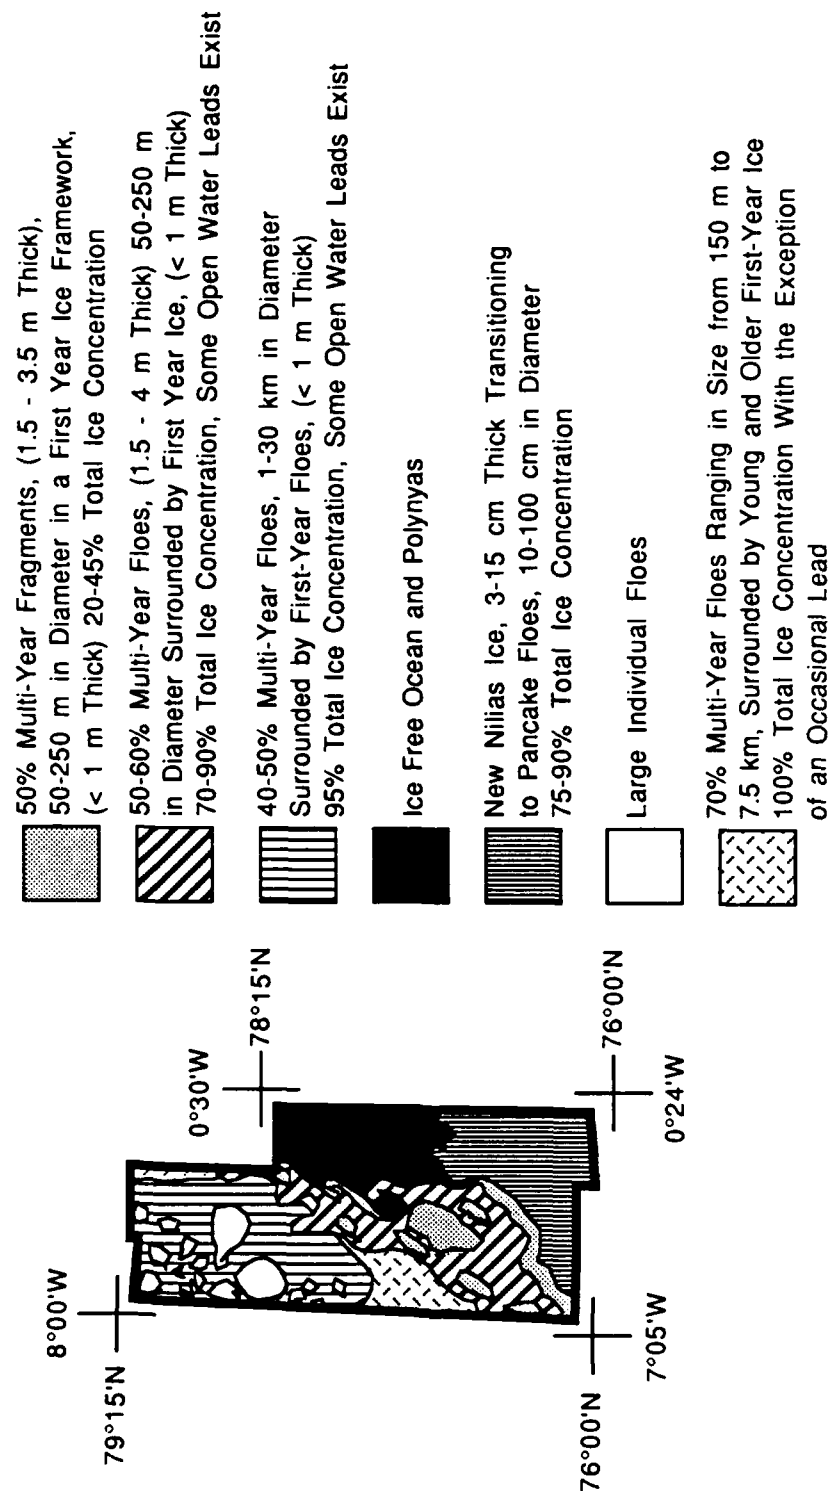 8°00'W
79°15'N
0°30'W
78°15'N
76°00'N
7°05'W
76°00'N
0°24'W
50% Multi-Year Fragments, (1.5 - 3.5 m Thick),
50-250 m in Diameter in a First Year Ice Framework,
(< 1 m Thick) 20-45% Total Ice Concentration
50-60% Multi-Year Floes, (1.5 - 4 m Thick) 50-250 m
in Diameter Surrounded by First Year Ice, (< 1 m Thick)
70-90% Total Ice Concentration, Some Open Water Leads Exist
40-50% Multi-Year Floes, 1-30 km in Diameter
Surrounded by First-Year Floes, (< 1 m Thick)
95% Total Ice Concentration, Some Open Water Leads Exist
Ice Free Ocean and Polynyas
New Nilias Ice, 3-15 cm Thick Transitioning
to Pancake Floes, 10-100 cm in Diameter
75-90% Total Ice Concentration
Large Individual Floes
70% Multi-Year Floes Ranging in Size from 150 m to
7.5 km, Surrounded by Young and Older First-Year Ice
100% Total Ice Concentration With the Exception
of an Occasional Lead